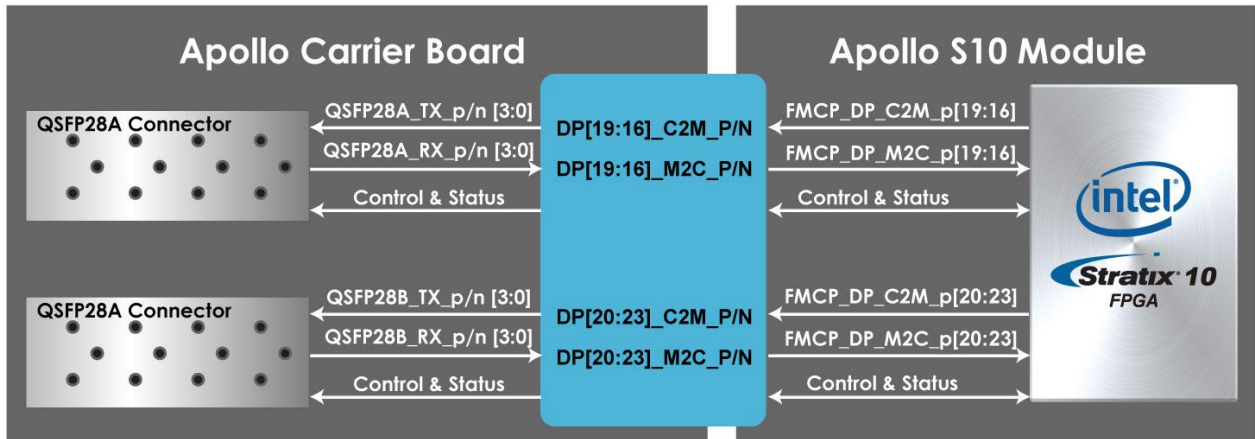 Apollo Carrier Board
Apollo S10 Module
QSFP28A Connector
QSFP28A_TX_p/n [3:0]
DP[19:16]_C2M_P/N
FMCP_DP_C2M_p[19:16]
QSFP28A_RX_p/n [3:0]
DP[19:16]_M2C_P/N
FMCP_DP_M2C_p[19:16]
Control & Status
Control & Status
intel
Stratix 10
FPGA
QSFP28A Connector
QSFP28B_TX_p/n [3:0]
DP[20:23]_C2M_P/N
FMCP_DP_C2M_p[20:23]
QSFP28B_RX_p/n [3:0]
DP[20:23]_M2C_P/N
FMCP_DP_M2C_p[20:23]
Control & Status
Control & Status